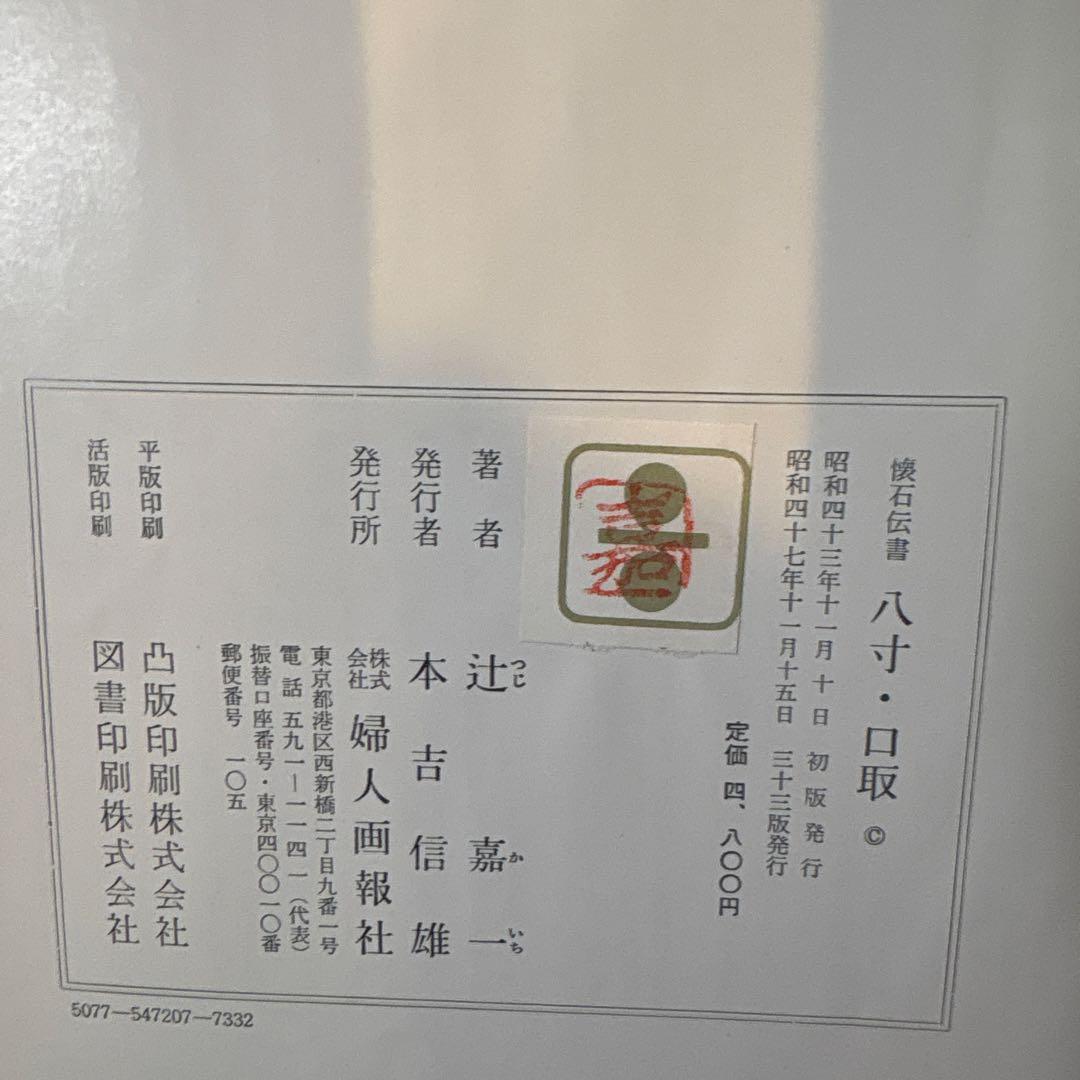 懐石伝書 八寸・口取 ©
昭和四十三年十一月十日 初版発行
昭和四十七年十一月十五日 三十三版発行
定価 四、八〇〇円
著者 辻嘉一
つじ か いち
発行者 本吉信雄
発行所 株式会社 婦人画報社
東京都港区西新橋二丁目九番一号
電話 五九一―一一四一（代表）
振替口座番号・東京四〇〇一〇番
郵便番号 一〇五
平版印刷 凸版印刷株式会社
活版印刷 図書印刷株式会社
5077―547207―7332